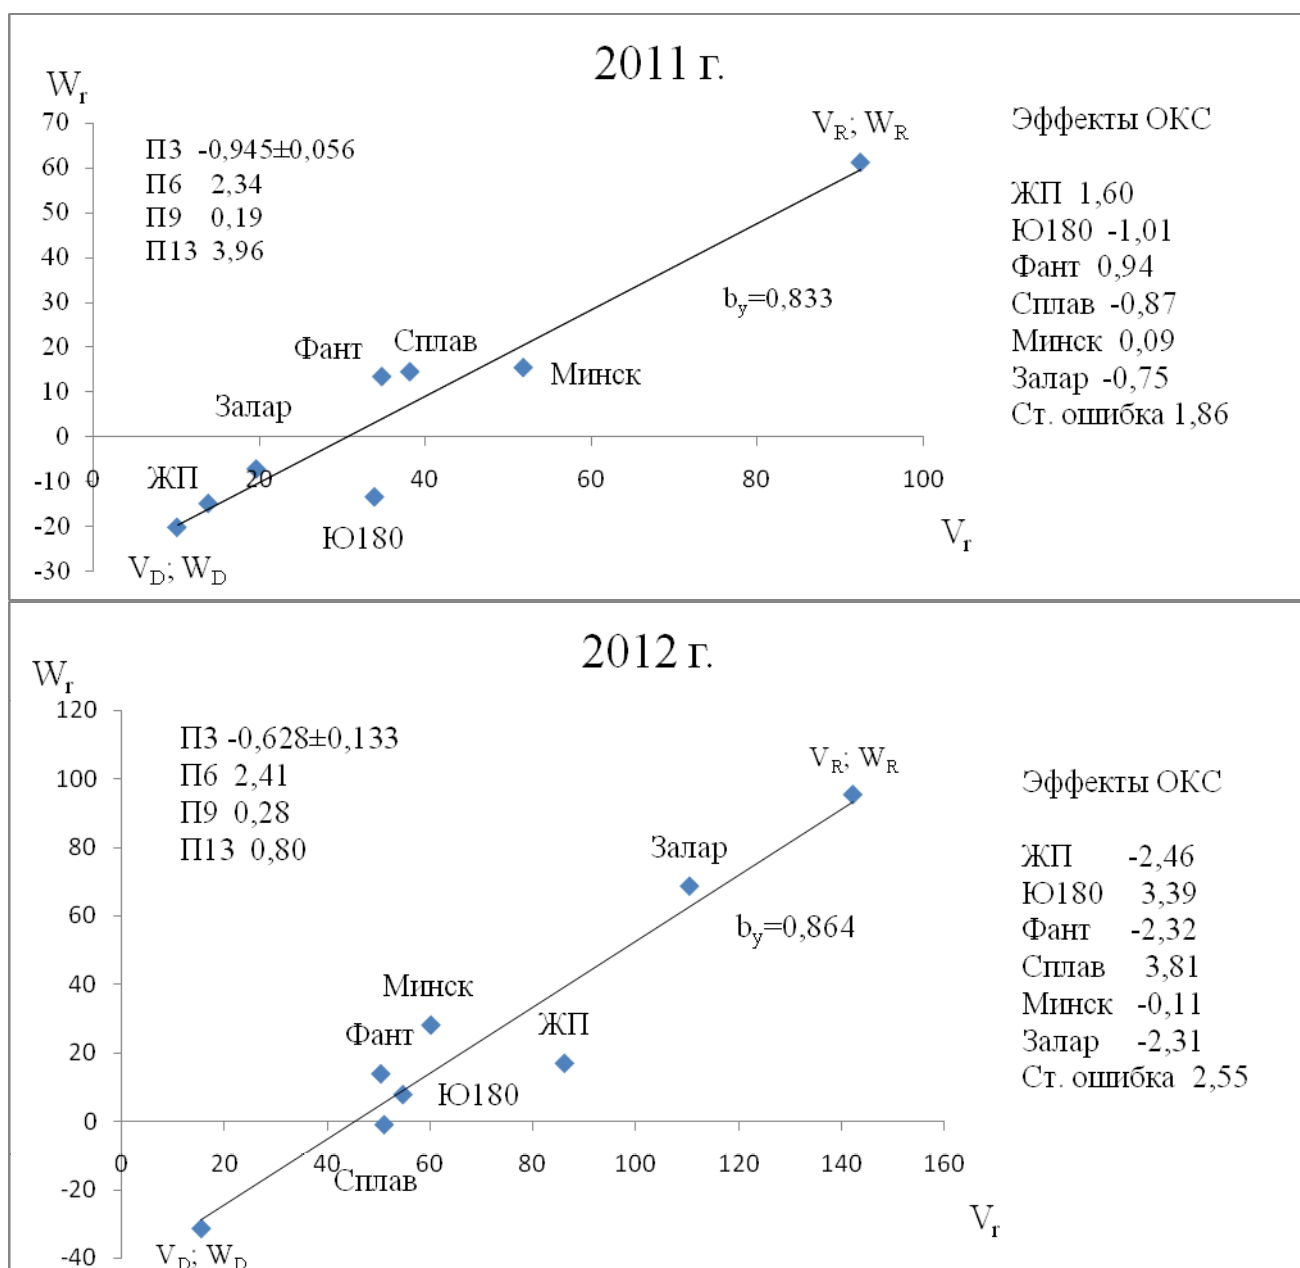 2011 г.
Wr
70
60
50
40
30
20
10
0
-10
-20
-30
П3 -0,945±0,056
П6 2,34
П9 0,19
П13 3,96
VR; WR
by=0,833
Фант
Сплав
Минск
Залар
ЖП
Ю180
VD; WD
0
20
40
60
80
100
Vr
Эффекты ОКС
ЖП 1,60
Ю180 -1,01
Фант 0,94
Сплав -0,87
Минск 0,09
Залар -0,75
Ст. ошибка 1,86
2012 г.
Wr
120
100
80
60
40
20
0
-20
-40
П3 -0,628±0,133
П6 2,41
П9 0,28
П13 0,80
VR; WR
Залар
by=0,864
Минск
Фант
ЖП
Ю180
Сплав
VD; WD
0
20
40
60
80
100
120
140
160
Vr
Эффекты ОКС
ЖП -2,46
Ю180 3,39
Фант -2,32
Сплав 3,81
Минск -0,11
Залар -2,31
Ст. ошибка 2,55